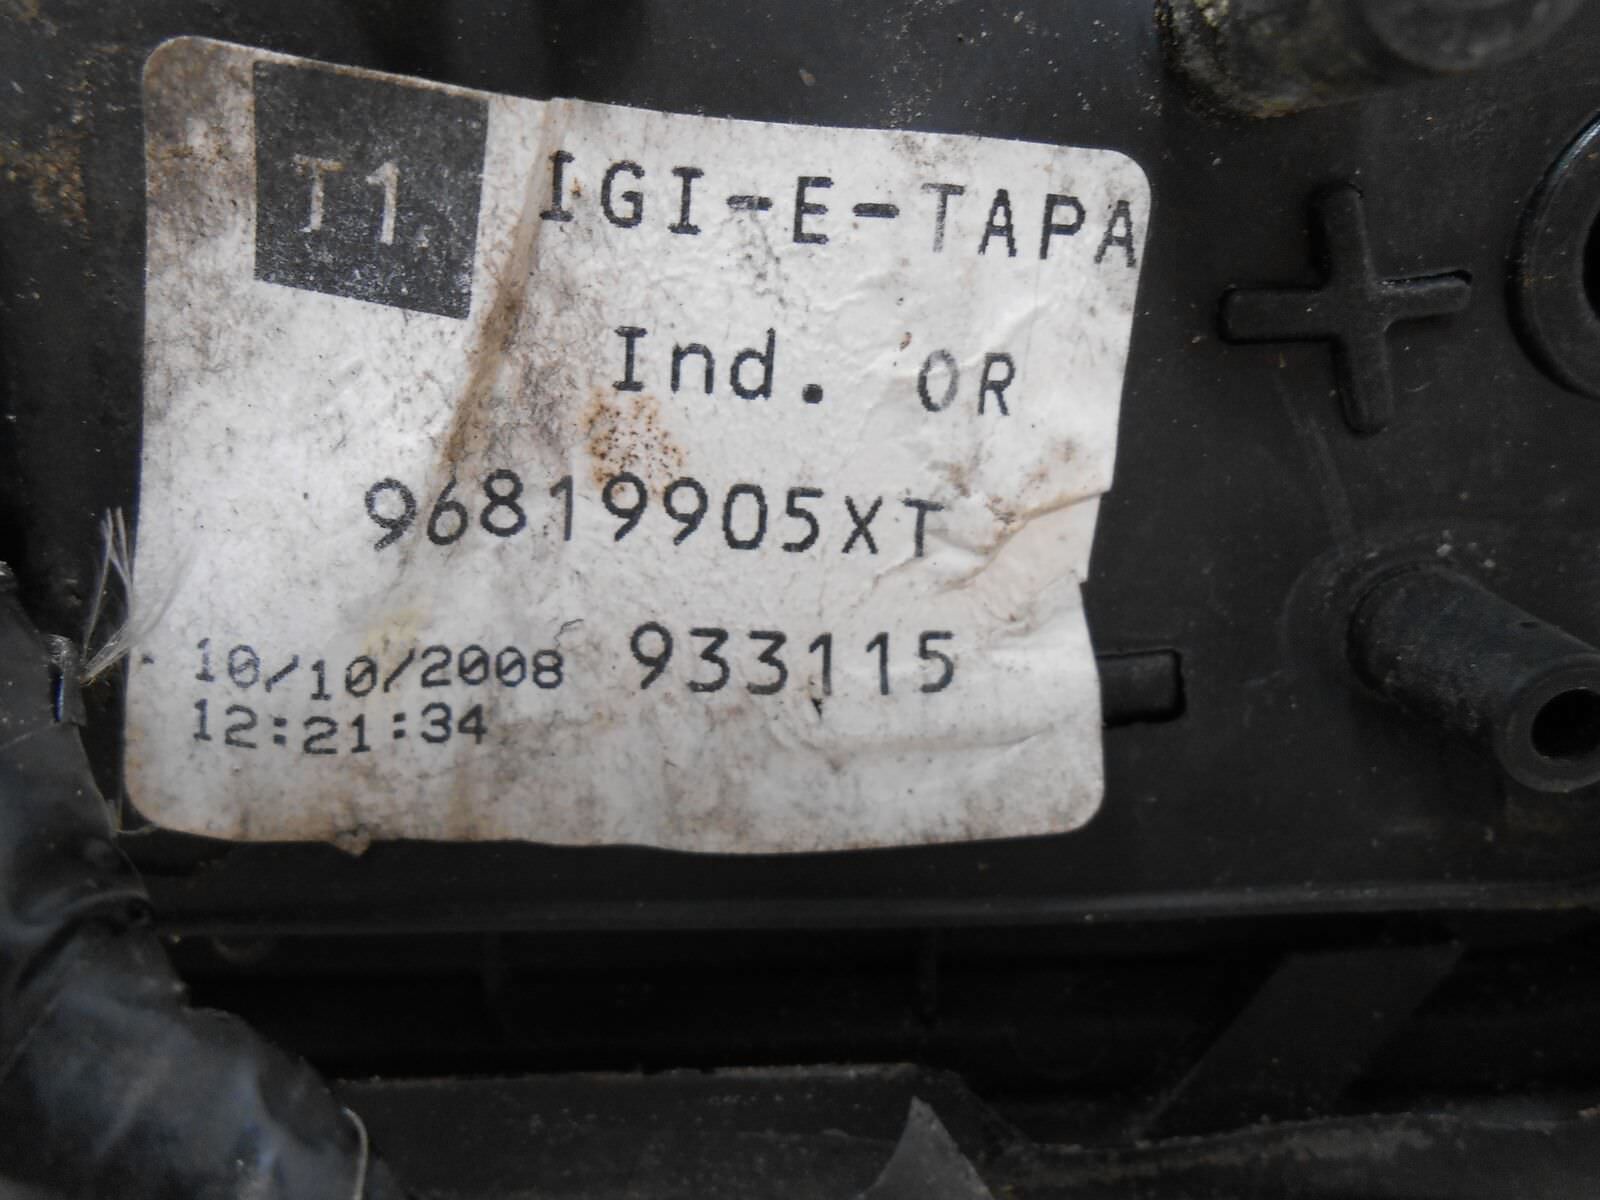 T1 IGI-E-TAPA
Ind. OR
96819905XT
10/10/2008 933115
12:21:34